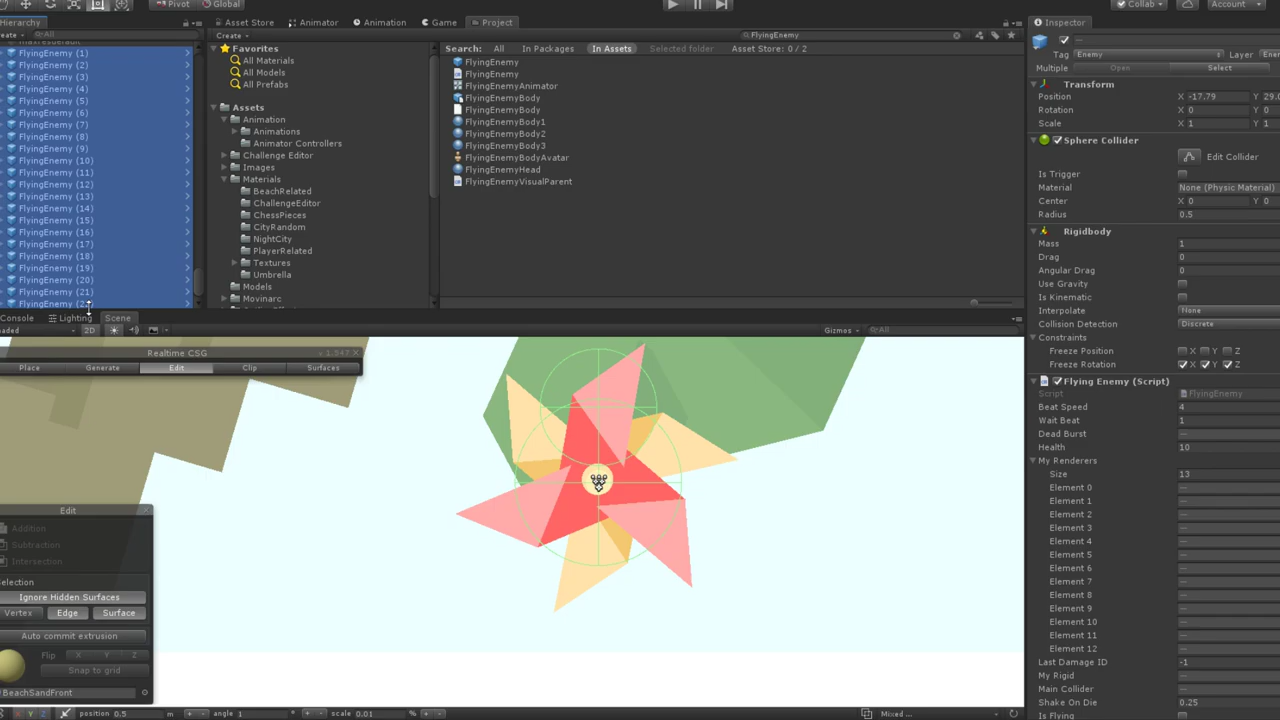 Pivot Global Collab Account
Hierarchy Asset Store Animator Animation Game Project Inspector
All Create FlyingEnemy
FlyingEnemy (1)
FlyingEnemy (2)
FlyingEnemy (3)
FlyingEnemy (4)
FlyingEnemy (5)
FlyingEnemy (6)
FlyingEnemy (7)
FlyingEnemy (8)
FlyingEnemy (9)
FlyingEnemy (10)
FlyingEnemy (11)
FlyingEnemy (12)
FlyingEnemy (13)
FlyingEnemy (14)
FlyingEnemy (15)
FlyingEnemy (16)
FlyingEnemy (17)
FlyingEnemy (18)
FlyingEnemy (19)
FlyingEnemy (20)
FlyingEnemy (21)
Favorites
All Materials
All Models
All Prefabs
Assets
Animation
Animations
Animator Controllers
Challenge Editor
Images
Materials
BeachRelated
ChallengeEditor
ChessPieces
CityRandom
NightCity
PlayerRelated
Textures
Umbrella
Models
Movinarc
Search: All In Packages In Assets Selected folder Asset Store: 0 / 2
FlyingEnemy
FlyingEnemy
FlyingEnemyAnimator
FlyingEnemyBody
FlyingEnemyBody
FlyingEnemyBody1
FlyingEnemyBody2
FlyingEnemyBody3
FlyingEnemyBodyAvatar
FlyingEnemyHead
FlyingEnemyVisualParent
Console Lighting Scene
2D Gizmos All
Realtime CSG v 1.547 X
Place Generate Edit Clip Surfaces
Edit
Addition
Subtraction
Intersection
Selection
Ignore Hidden Surfaces
Vertex Edge Surface
Auto commit extrusion
Flip X Y Z
Snap to grid
BeachSandFront
X Y Z position 0.5 m + - angle 1 ° + - scale 0.01 + - Mixed ...
Tag Enemy Layer
Multiple Open Select
Transform
Position X -17.79 Y 29.
Rotation X 0 Y 0
Scale X 1 Y 1
Sphere Collider
Edit Collider
Is Trigger
Material None (Physic Material)
Center X 0 Y 0
Radius 0.5
Rigidbody
Mass 1
Drag 0
Angular Drag 0
Use Gravity
Is Kinematic
Interpolate None
Collision Detection Discrete
Constraints
Freeze Position X Y Z
Freeze Rotation X Y Z
Flying Enemy (Script)
Script FlyingEnemy
Beat Speed 4
Wait Beat 1
Dead Burst —
Health 10
My Renderers
Size 13
Element 0 —
Element 1 —
Element 2 —
Element 3 —
Element 4 —
Element 5 —
Element 6 —
Element 7 —
Element 8 —
Element 9 —
Element 10 —
Element 11 —
Element 12 —
Last Damage ID -1
My Rigid —
Main Collider —
Shake On Die 0.25
Is Flying